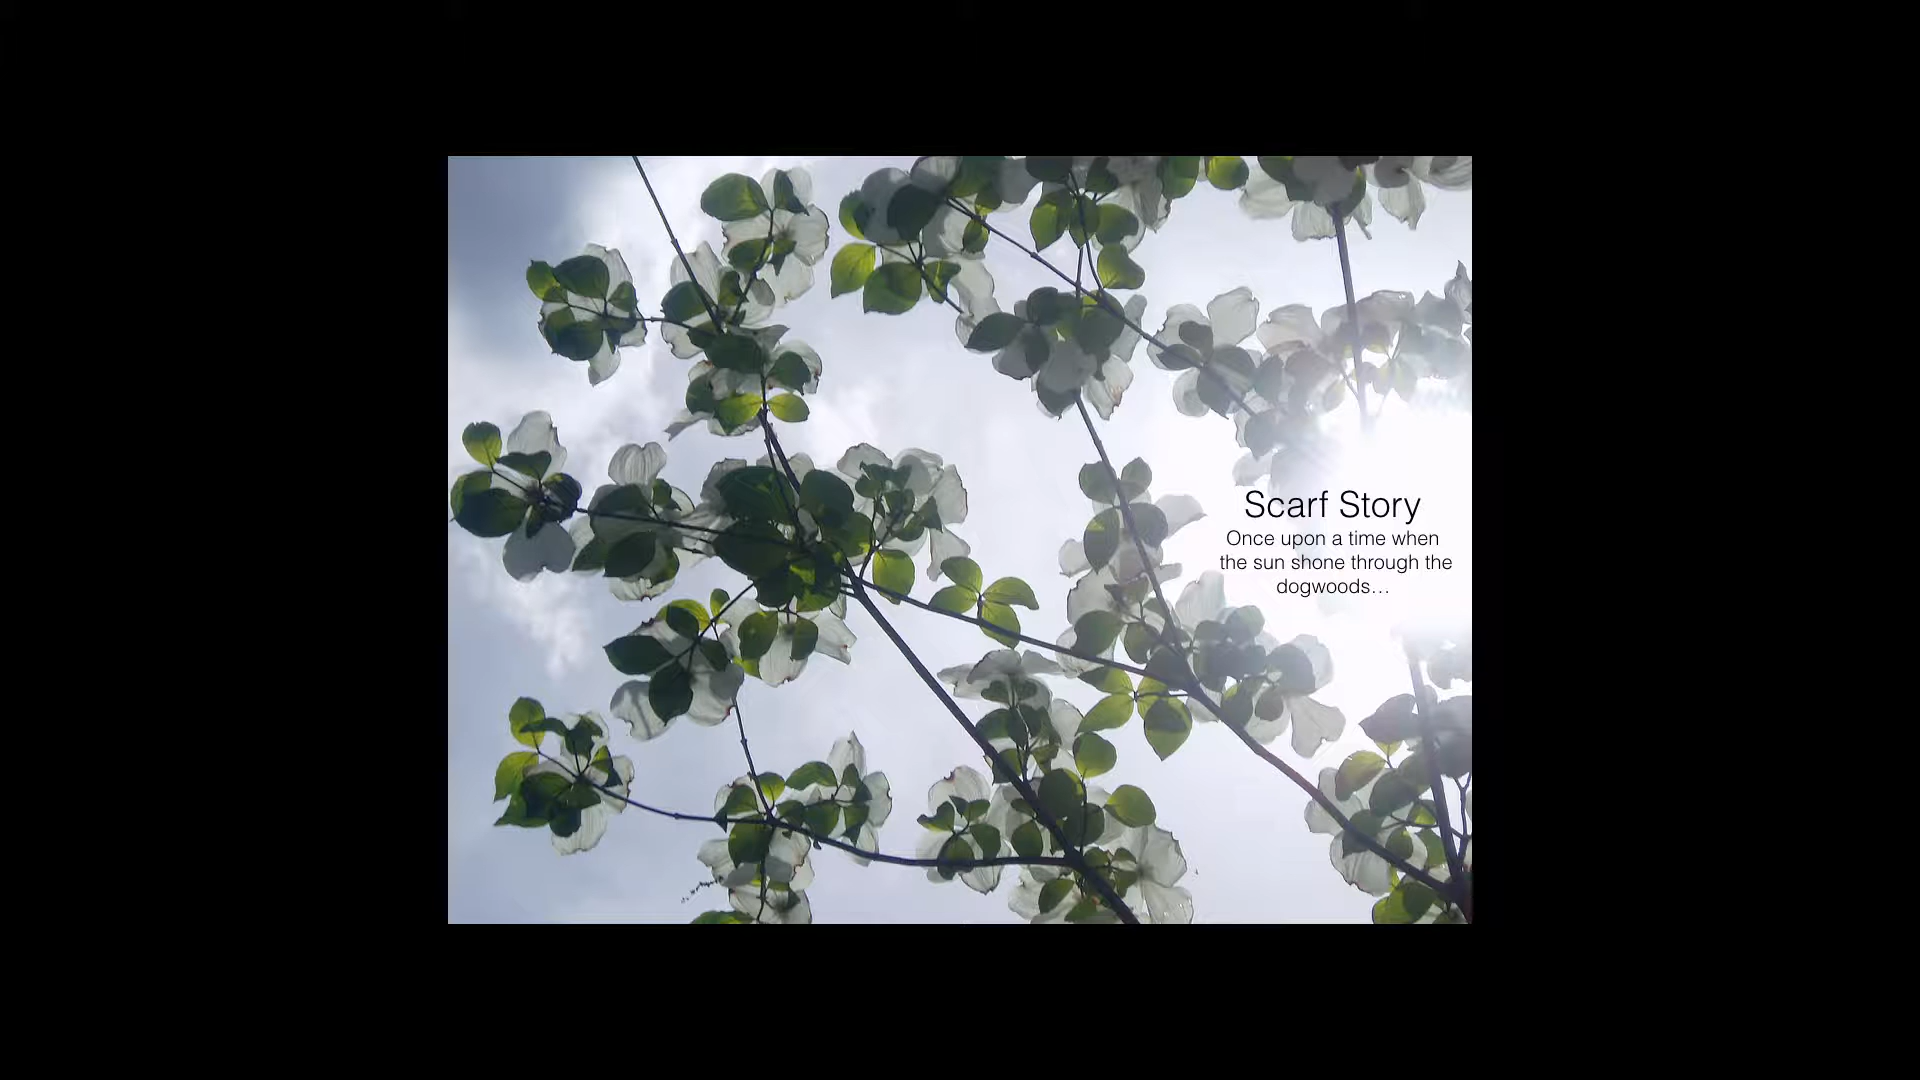 Scarf Story
Once upon a time when
the sun shone through the
dogwoods…